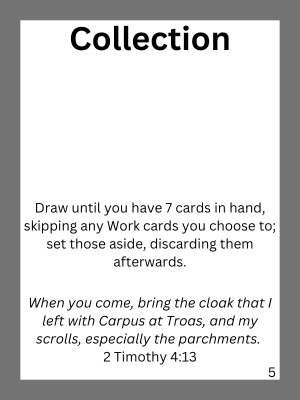 Collection
Draw until you have 7 cards in hand,
skipping any Work cards you choose to;
set those aside, discarding them
afterwards.
When you come, bring the cloak that I
left with Carpus at Troas, and my
scrolls, especially the parchments.
2 Timothy 4:13
5